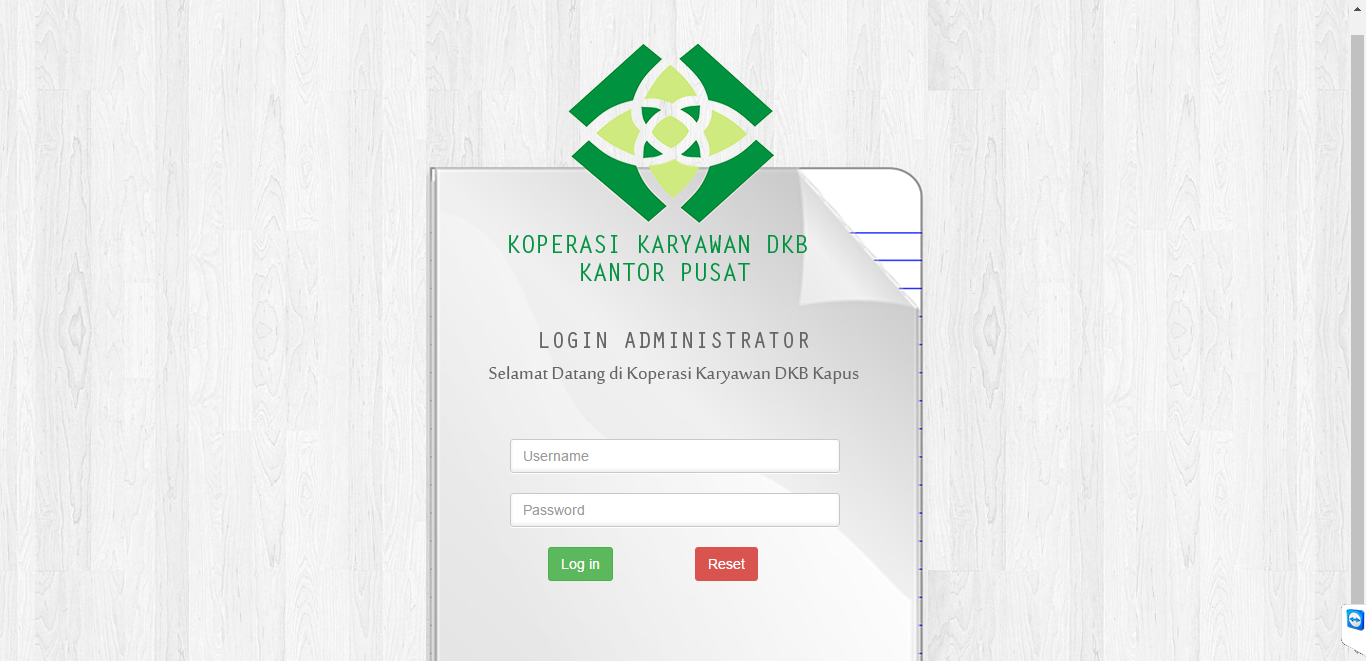 KOPERASI KARYAWAN DKB
KANTOR PUSAT
LOGIN ADMINISTRATOR
Selamat Datang di Koperasi Karyawan DKB Kapus
Username
Password
Log in
Reset